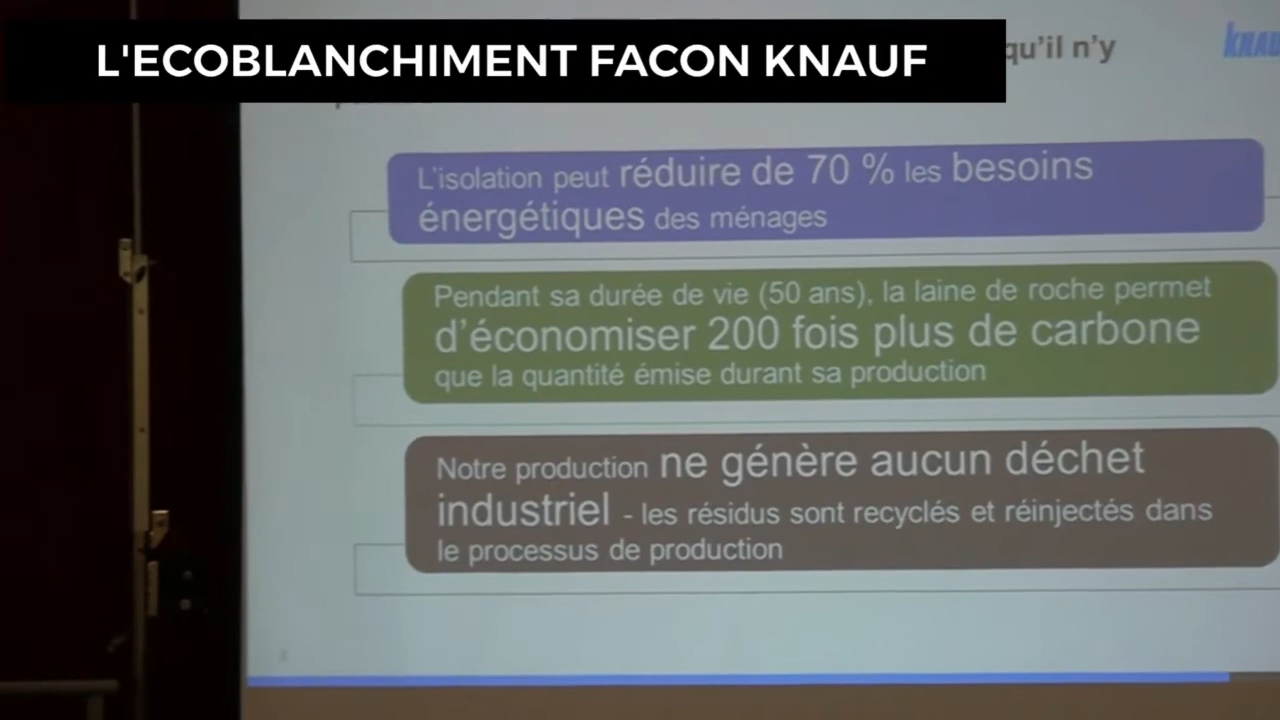 L'ECOBLANCHIMENT FACON KNAUF
qu'il n'y
L'isolation peut réduire de 70 % les besoins
énergétiques des ménages
Pendant sa durée de vie (50 ans), la laine de roche permet
d'économiser 200 fois plus de carbone
que la quantité émise durant sa production
Notre production ne génère aucun déchet
industriel - les résidus sont recyclés et réinjectés dans
le processus de production